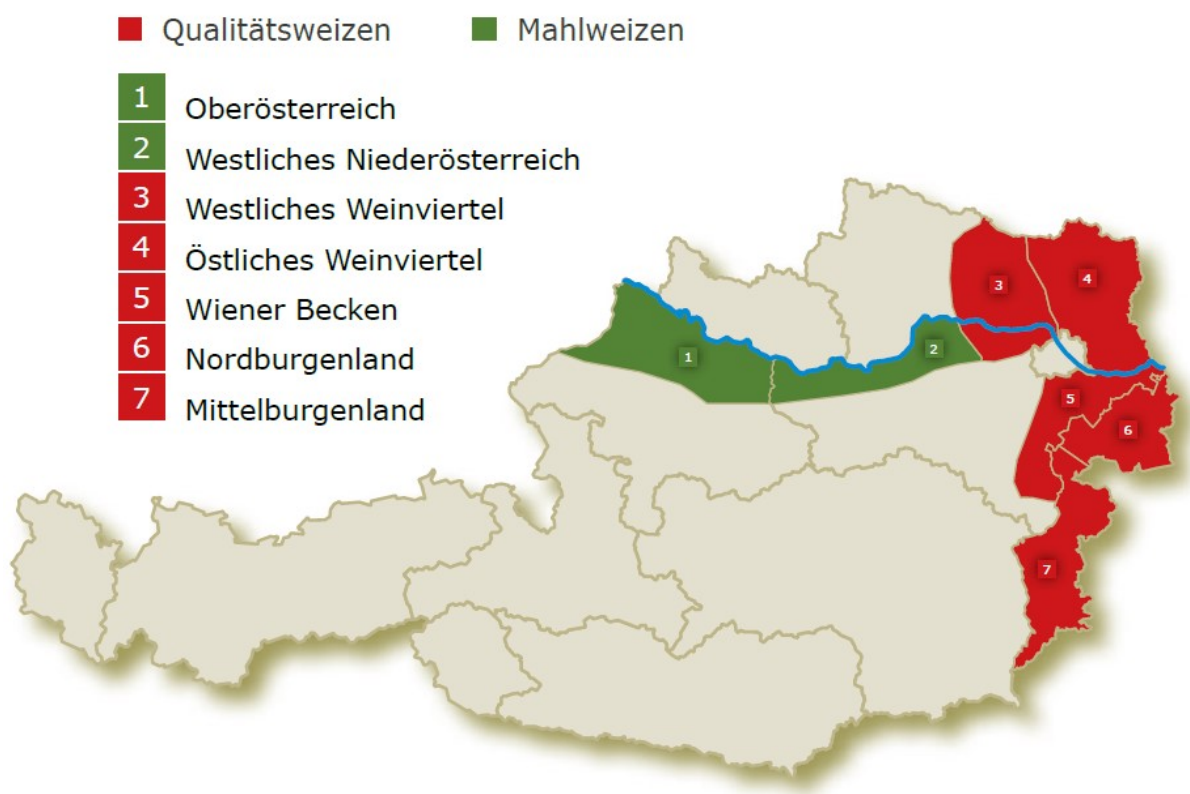 Qualitätsweizen Mahlweizen
1 Oberösterreich
2 Westliches Niederösterreich
3 Westliches Weinviertel
4 Östliches Weinviertel
5 Wiener Becken
6 Nordburgenland
7 Mittelburgenland
3
4
2
1
5
6
7